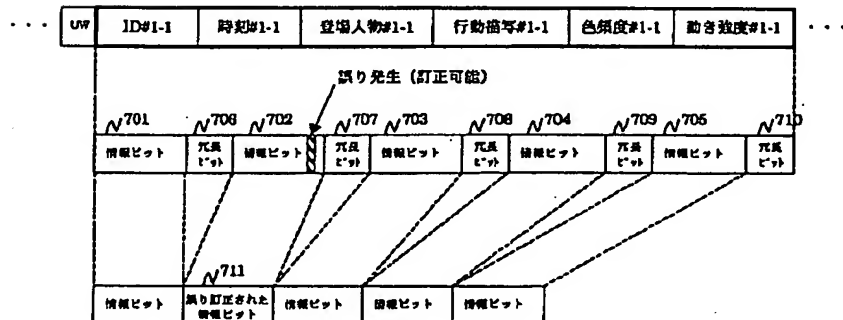 ・・・ UW ID#1-1 時刻#1-1 登場人物#1-1 行動描写#1-1 色頻度#1-1 動き強度#1-1 ・・・
誤り発生（訂正可能）
701 706 702 707 703 708 704 709 705 710
情報ビット 冗長ビット 情報ビット 冗長ビット 情報ビット 冗長ビット 情報ビット 冗長ビット 情報ビット 冗長ビット
711
情報ビット 誤り訂正された情報ビット 情報ビット 情報ビット 情報ビット